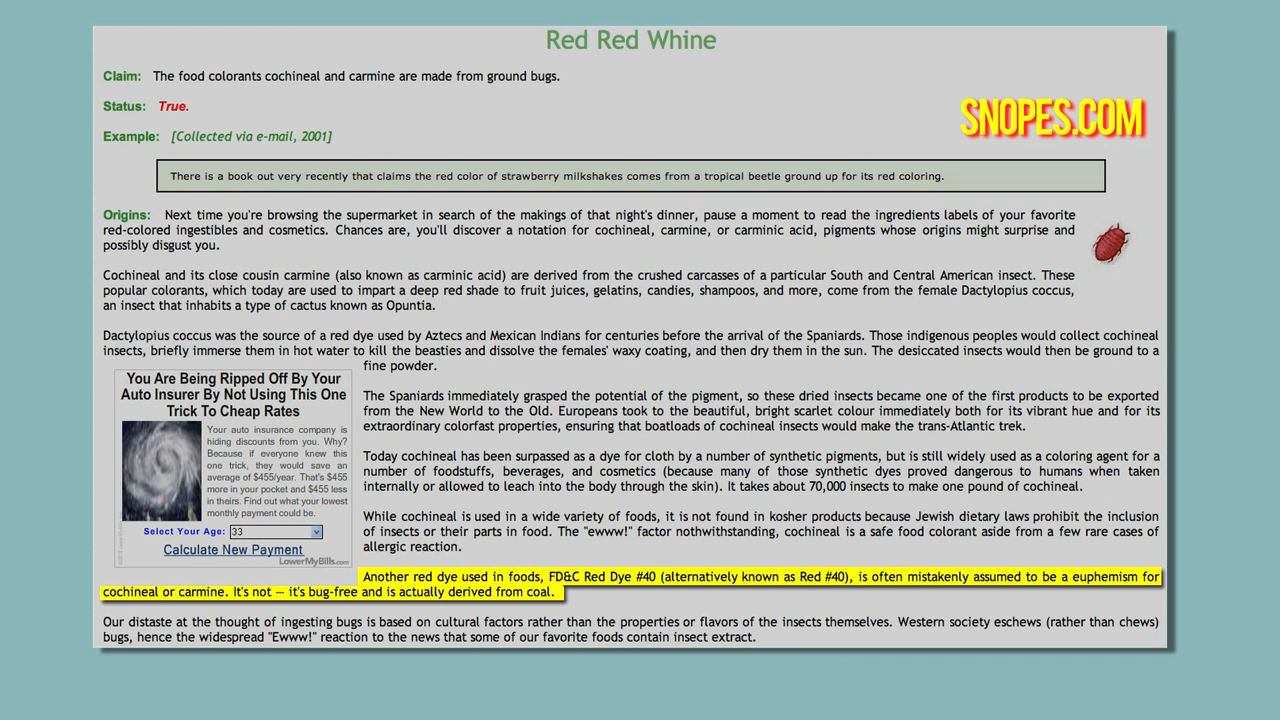 Red Red Whine
Claim: The food colorants cochineal and carmine are made from ground bugs.
Status: True.
SNOPES.COM
Example: [Collected via e-mail, 2001]
There is a book out very recently that claims the red color of strawberry milkshakes comes from a tropical beetle ground up for its red coloring.
Origins: Next time you're browsing the supermarket in search of the makings of that night's dinner, pause a moment to read the ingredients labels of your favorite
red-colored ingestibles and cosmetics. Chances are, you'll discover a notation for cochineal, carmine, or carminic acid, pigments whose origins might surprise and
possibly disgust you.
Cochineal and its close cousin carmine (also known as carminic acid) are derived from the crushed carcasses of a particular South and Central American insect. These
popular colorants, which today are used to impart a deep red shade to fruit juices, gelatins, candies, shampoos, and more, come from the female Dactylopius coccus,
an insect that inhabits a type of cactus known as Opuntia.
Dactylopius coccus was the source of a red dye used by Aztecs and Mexican Indians for centuries before the arrival of the Spaniards. Those indigenous peoples would collect cochineal
insects, briefly immerse them in hot water to kill the beasties and dissolve the females' waxy coating, and then dry them in the sun. The desiccated insects would then be ground to a
fine powder.
You Are Being Ripped Off By Your
Auto Insurer By Not Using This One
Trick To Cheap Rates
Your auto insurance company is
hiding discounts from you. Why?
Because if everyone knew this
one trick, they would save an
average of $455/year. That's $455
more in your pocket and $455 less
in theirs. Find out what your lowest
monthly payment could be.
Select Your Age: 33
Calculate New Payment
LowerMyBills.com
The Spaniards immediately grasped the potential of the pigment, so these dried insects became one of the first products to be exported
from the New World to the Old. Europeans took to the beautiful, bright scarlet colour immediately both for its vibrant hue and for its
extraordinary colorfast properties, ensuring that boatloads of cochineal insects would make the trans-Atlantic trek.
Today cochineal has been surpassed as a dye for cloth by a number of synthetic pigments, but is still widely used as a coloring agent for a
number of foodstuffs, beverages, and cosmetics (because many of those synthetic dyes proved dangerous to humans when taken
internally or allowed to leach into the body through the skin). It takes about 70,000 insects to make one pound of cochineal.
While cochineal is used in a wide variety of foods, it is not found in kosher products because Jewish dietary laws prohibit the inclusion
of insects or their parts in food. The "ewww!" factor nothwithstanding, cochineal is a safe food colorant aside from a few rare cases of
allergic reaction.
Another red dye used in foods, FD&C Red Dye #40 (alternatively known as Red #40), is often mistakenly assumed to be a euphemism for
cochineal or carmine. It's not — it's bug-free and is actually derived from coal.
Our distaste at the thought of ingesting bugs is based on cultural factors rather than the properties or flavors of the insects themselves. Western society eschews (rather than chews)
bugs, hence the widespread "Ewww!" reaction to the news that some of our favorite foods contain insect extract.